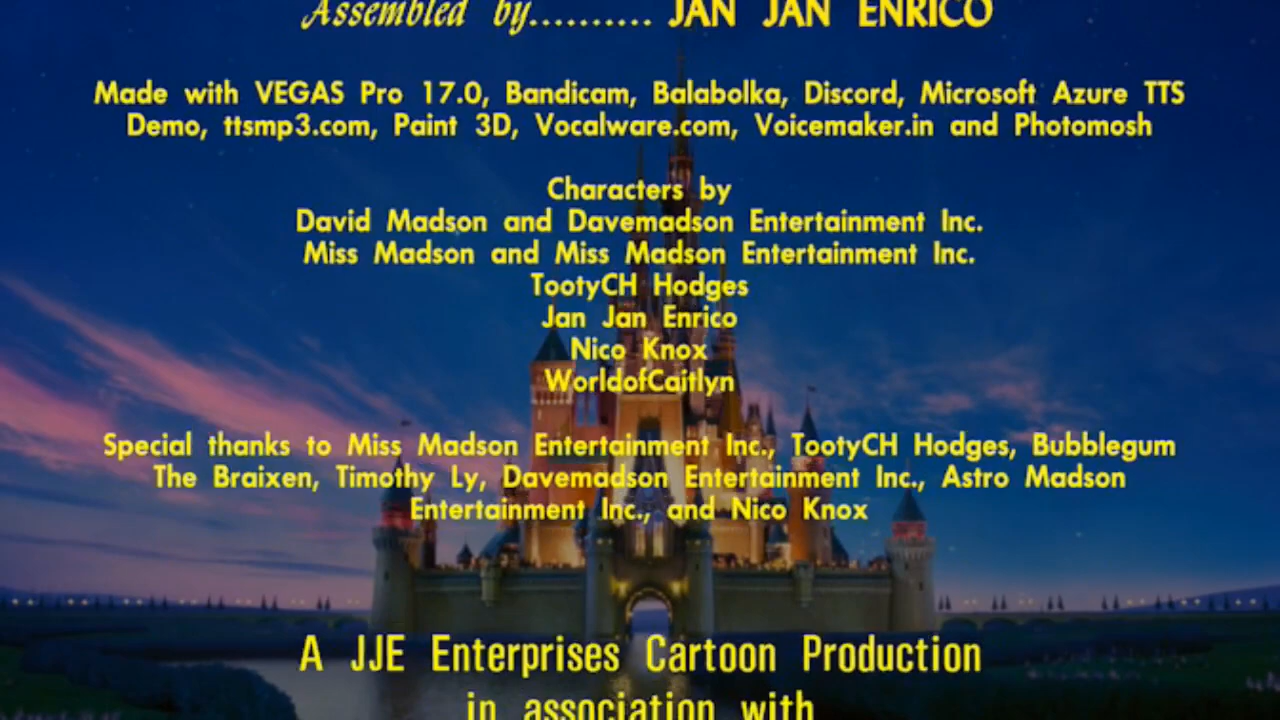 Assembled by.......... JAN JAN ENRICO
Made with VEGAS Pro 17.0, Bandicam, Balabolka, Discord, Microsoft Azure TTS
Demo, ttsmp3.com, Paint 3D, Vocalware.com, Voicemaker.in and Photomosh
Characters by
David Madson and Davemadson Entertainment Inc.
Miss Madson and Miss Madson Entertainment Inc.
TootyCH Hodges
Jan Jan Enrico
Nico Knox
WorldofCaitlyn
Special thanks to Miss Madson Entertainment Inc., TootyCH Hodges, Bubblegum
The Braixen, Timothy Ly, Davemadson Entertainment Inc., Astro Madson
Entertainment Inc., and Nico Knox
A JJE Enterprises Cartoon Production
in association with